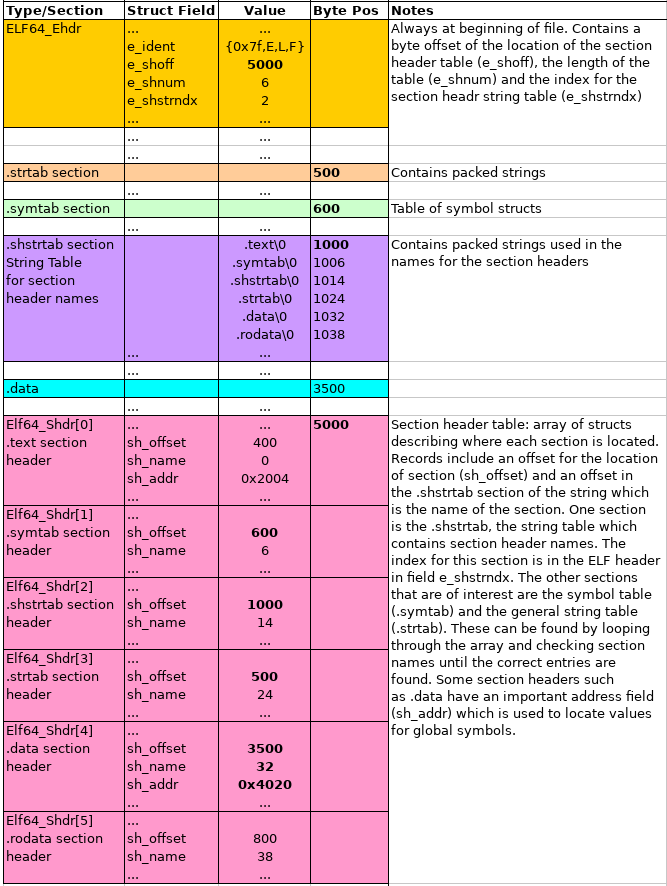 Type/Section Struct Field Value Byte Pos Notes
ELF64_Ehdr ... ... Always at beginning of file. Contains a
e_ident {0x7f,E,L,F} byte offset of the location of the section
e_shoff 5000 header table (e_shoff), the length of the
e_shnum 6 table (e_shnum) and the index for the
e_shstrndx 2 section headr string table (e_shstrndx)
... ...
... ...
... ...
.strtab section 500 Contains packed strings
... ...
.symtab section 600 Table of symbol structs
... ...
.shstrtab section .text\0 1000 Contains packed strings used in the
String Table .symtab\0 1006 names for the section headers
for section .shstrtab\0 1014
header names .strtab\0 1024
.data\0 1032
.rodata\0 1038
... ...
... ...
.data 3500
... ...
Elf64_Shdr[0] ... ... 5000 Section header table: array of structs
.text section sh_offset 400 describing where each section is located.
header sh_name 0 Records include an offset for the location
sh_addr 0x2004 of section (sh_offset) and an offset in
... ... the .shstrtab section of the string which
Elf64_Shdr[1] ... is the name of the section. One section
.symtab section sh_offset 600 is the .shstrtab, the string table which
header sh_name 6 contains section header names. The
... ... index for this section is in the ELF header
Elf64_Shdr[2] ... in field e_shstrndx. The other sections
.shstrtab section sh_offset 1000 that are of interest are the symbol table
header sh_name 14 (.symtab) and the general string table
... ... (.strtab). These can be found by looping
Elf64_Shdr[3] ... through the array and checking section
.strtab section sh_offset 500 names until the correct entries are
header sh_name 24 found. Some section headers such
... ... as .data have an important address field
Elf64_Shdr[4] ... (sh_addr) which is used to locate values
.data section sh_offset 3500 for global symbols.
header sh_name 32
sh_addr 0x4020
... ...
Elf64_Shdr[5] ...
.rodata section sh_offset 800
header sh_name 38
... ...